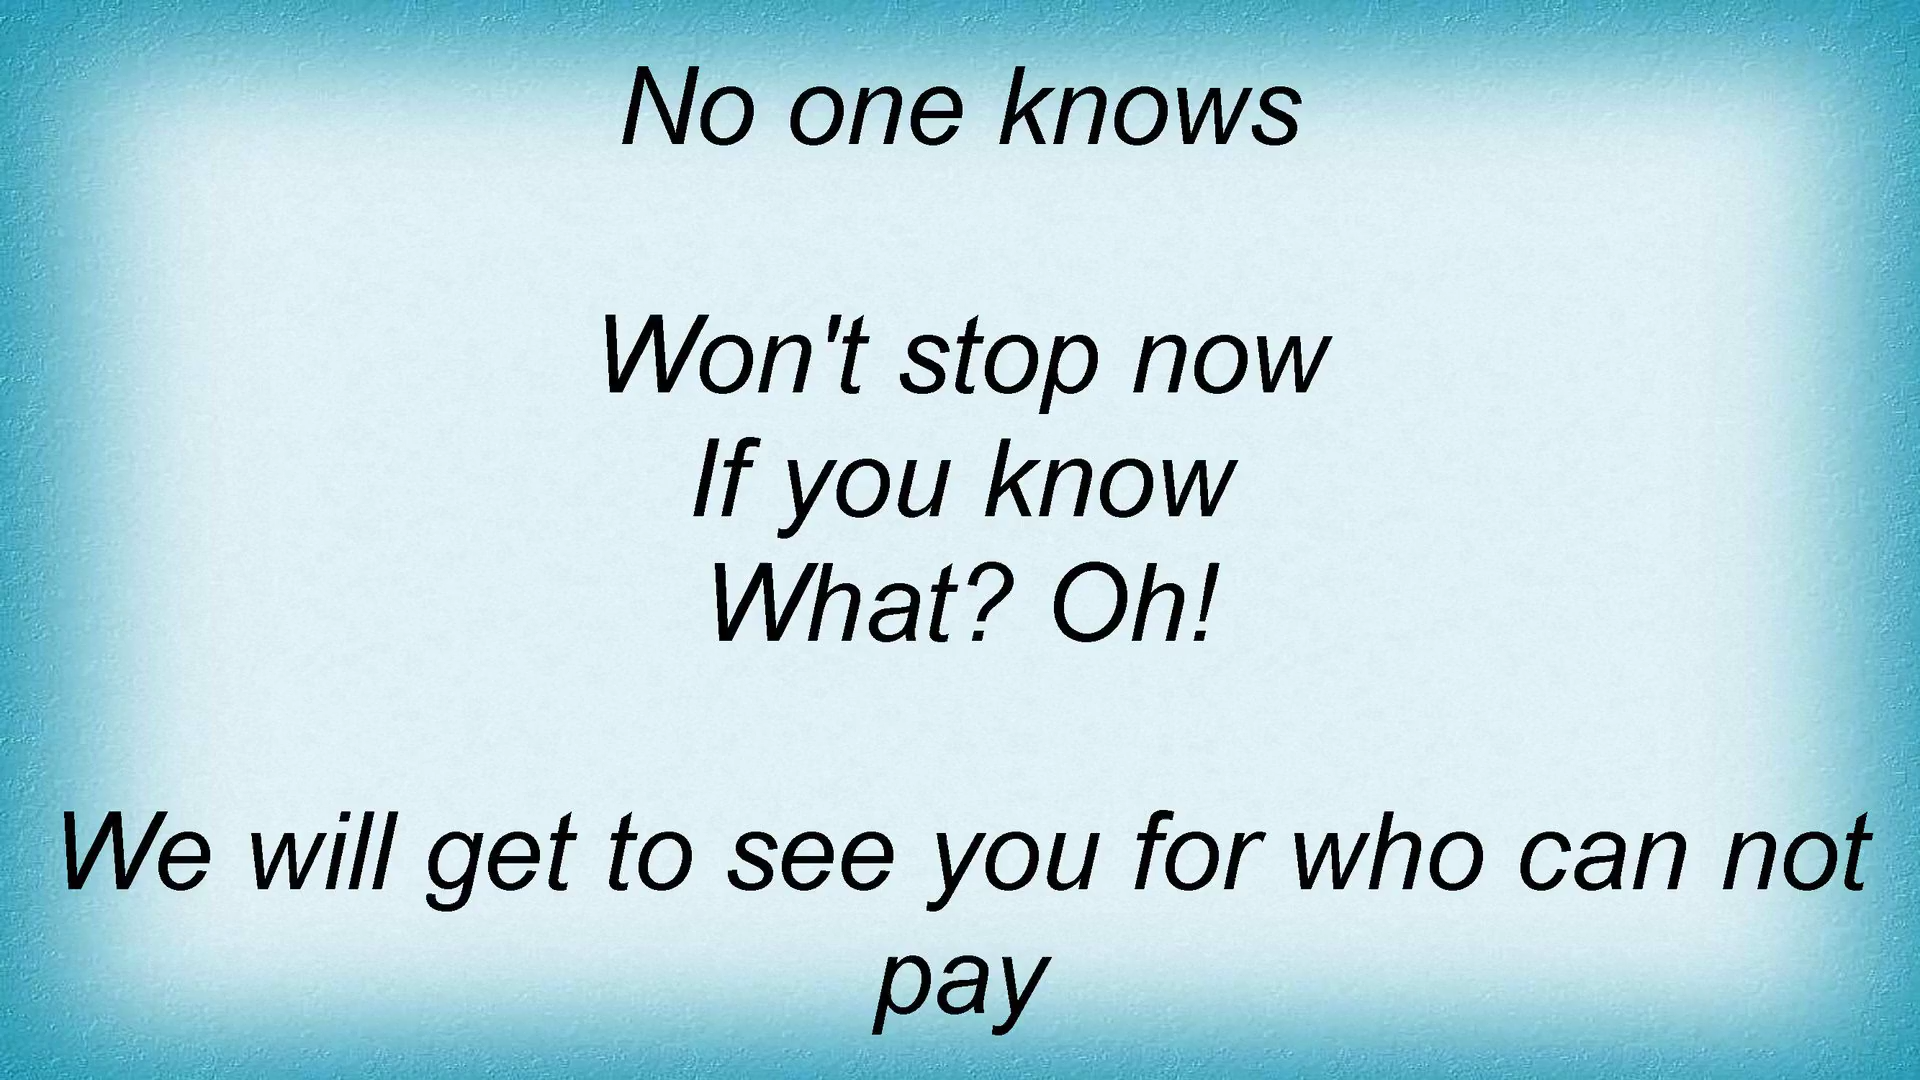 No one knows
Won't stop now
If you know
What? Oh!
We will get to see you for who can not
pay